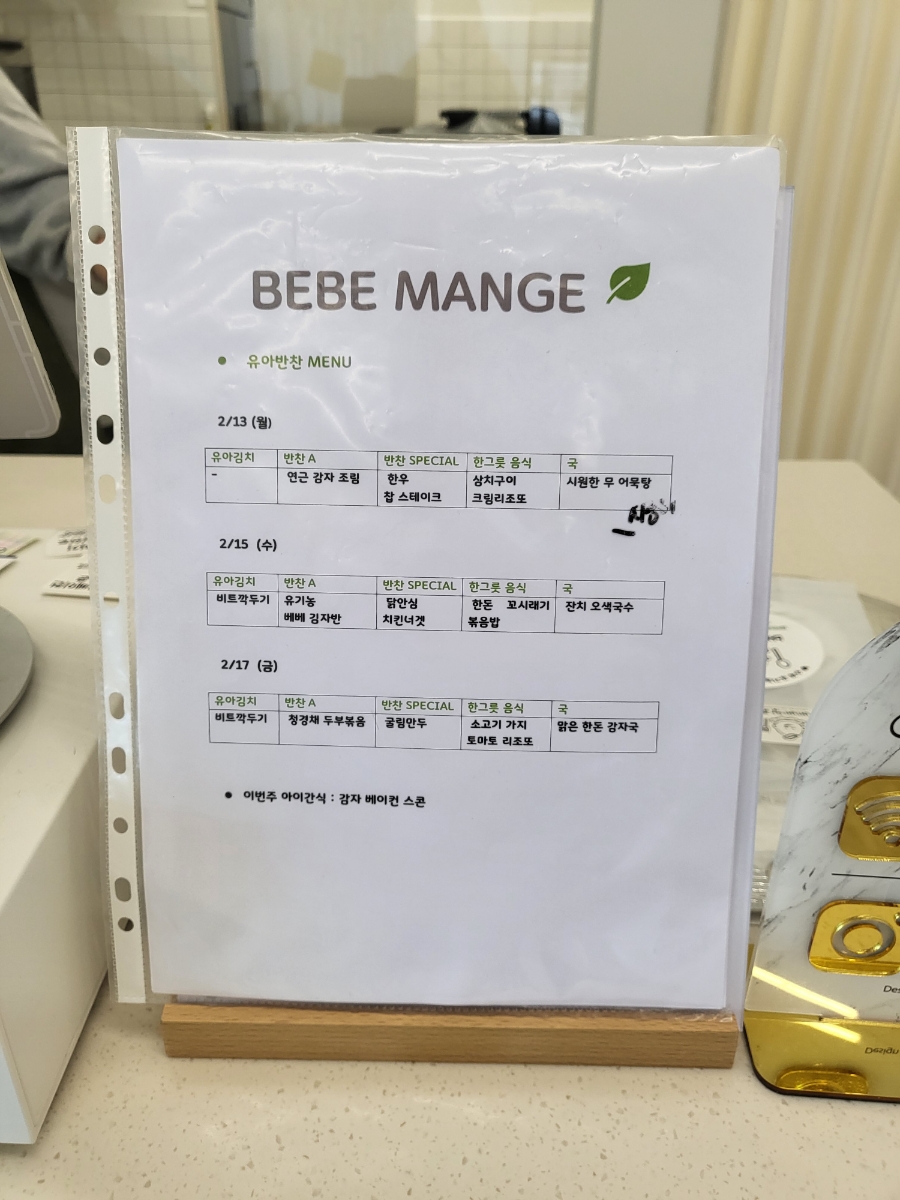 BEBE MANGE
● 유아반찬 MENU
2/13 (월)
유아김치 반찬 A 반찬 SPECIAL 한그릇 음식 국
- 연근 감자 조림 한우 삼치구이 시원한 무 어묵탕
찹 스테이크 크림리조또
2/15 (수)
유아김치 반찬 A 반찬 SPECIAL 한그릇 음식 국
비트깍두기 유기농 닭안심 한돈 꼬시래기 잔치 오색국수
베베 김자반 치킨너겟 볶음밥
2/17 (금)
유아김치 반찬 A 반찬 SPECIAL 한그릇 음식 국
비트깍두기 청경채 두부볶음 굴림만두 소고기 가지 맑은 한돈 감자국
토마토 리조또
● 이번주 아이간식 : 감자 베이컨 스콘